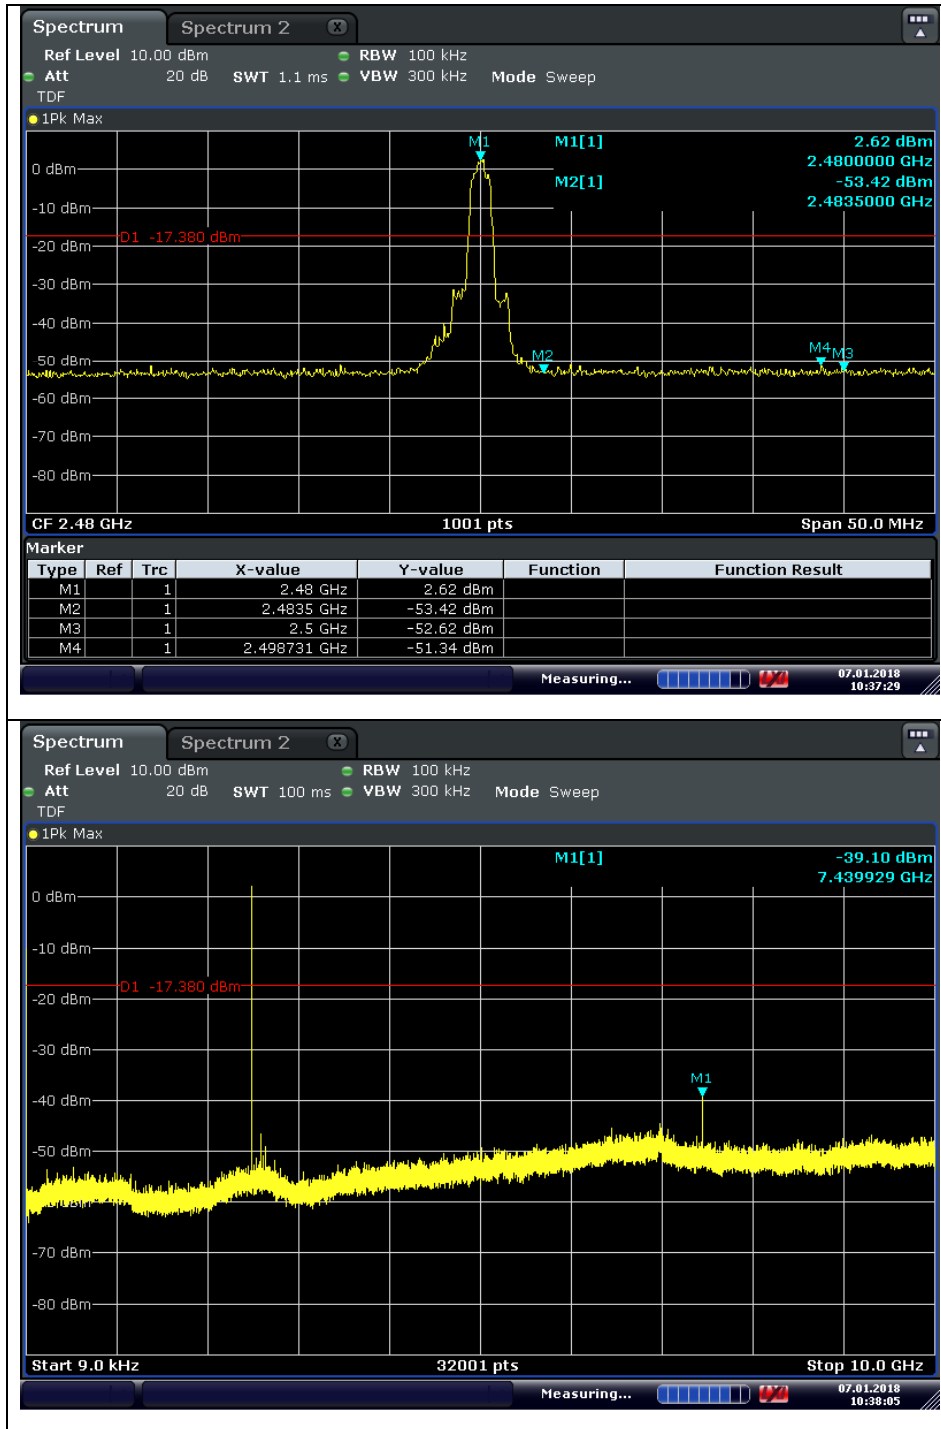 Spectrum Spectrum 2 X
Ref Level 10.00 dBm RBW 100 kHz
Att 20 dB SWT 1.1 ms VBW 300 kHz Mode Sweep
TDF
1Pk Max
M1 M1[1] 2.62 dBm
2.4800000 GHz
0 dBm
M2[1] -53.42 dBm
2.4835000 GHz
-10 dBm
D1 -17.380 dBm
-20 dBm
-30 dBm
-40 dBm
M4 M3
M2
-50 dBm
-60 dBm
-70 dBm
-80 dBm
CF 2.48 GHz 1001 pts Span 50.0 MHz
Marker
Type Ref Trc X-value Y-value Function Function Result
M1 1 2.48 GHz 2.62 dBm
M2 1 2.4835 GHz -53.42 dBm
M3 1 2.5 GHz -52.62 dBm
M4 1 2.498731 GHz -51.34 dBm
Measuring... 07.01.2018
10:37:29
Spectrum Spectrum 2 X
Ref Level 10.00 dBm RBW 100 kHz
Att 20 dB SWT 100 ms VBW 300 kHz Mode Sweep
TDF
1Pk Max
M1[1] -39.10 dBm
7.439929 GHz
0 dBm
-10 dBm
D1 -17.380 dBm
-20 dBm
-30 dBm
M1
-40 dBm
-50 dBm
-70 dBm
-80 dBm
Start 9.0 kHz 32001 pts Stop 10.0 GHz
Measuring... 07.01.2018
10:38:05